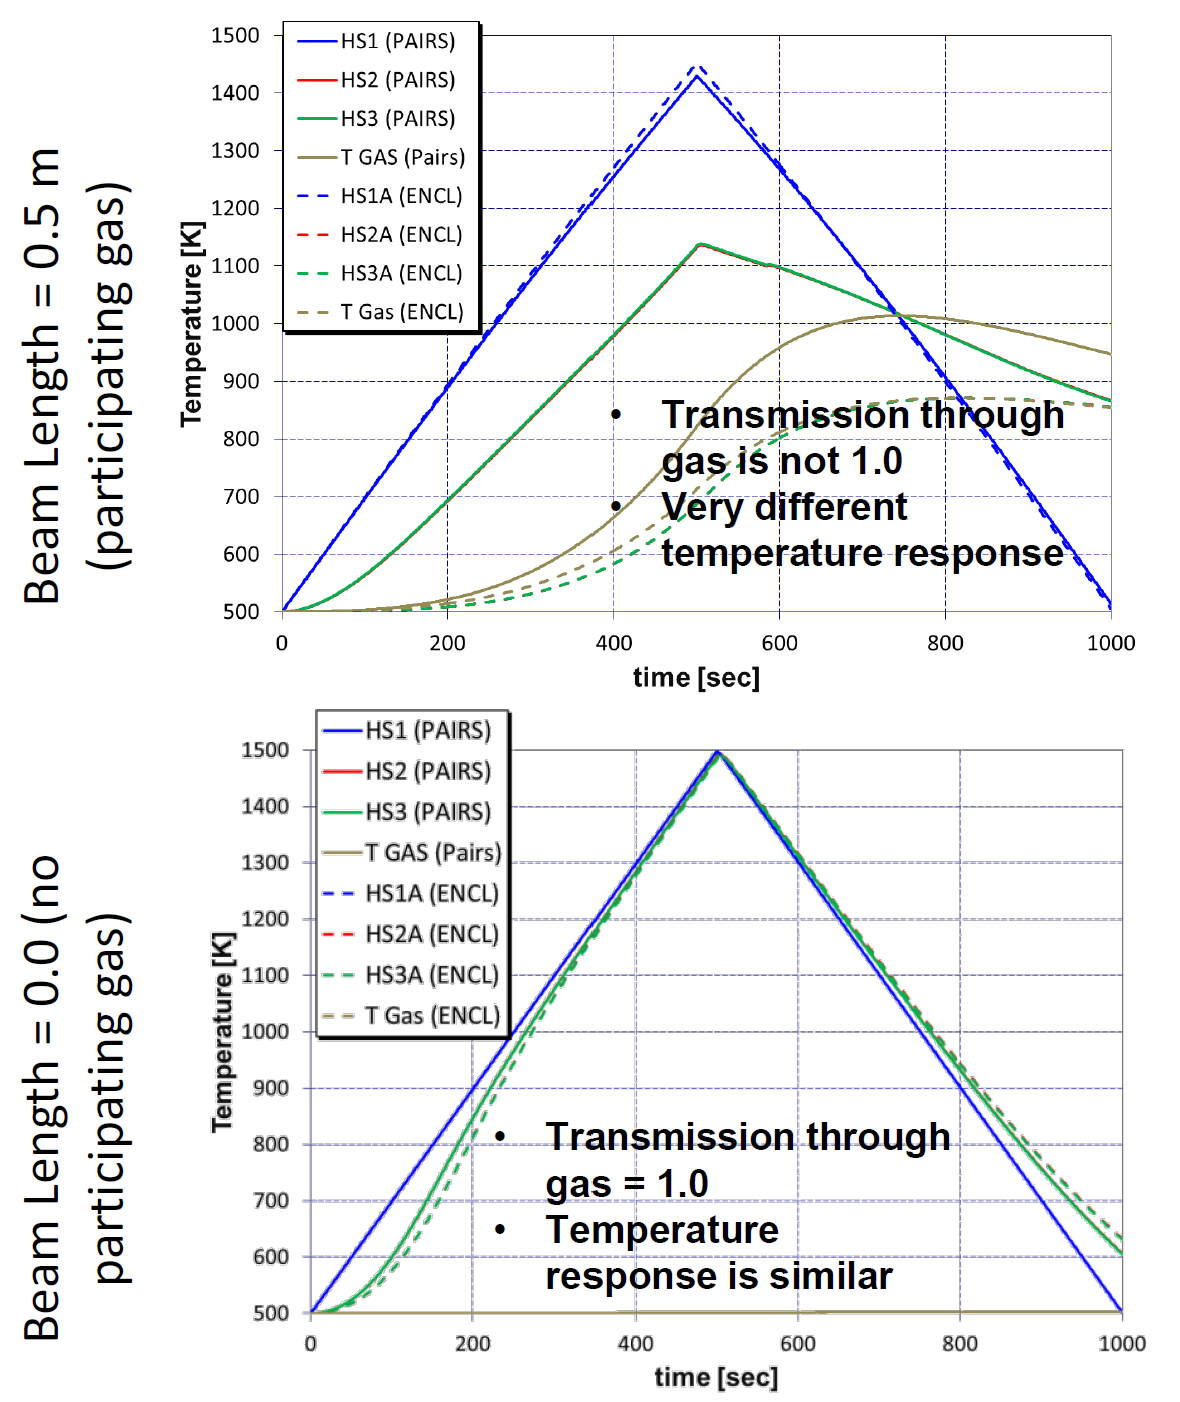 Beam Length = 0.5 m
(participating gas)
1500
1400
1300
1200
1100
1000
900
800
700
600
500
Temperature [K]
HS1 (PAIRS)
HS2 (PAIRS)
HS3 (PAIRS)
T GAS (Pairs)
HS1A (ENCL)
HS2A (ENCL)
HS3A (ENCL)
T Gas (ENCL)
• Transmission through
gas is not 1.0
• Very different
temperature response
0 200 400 600 800 1000
time [sec]
Beam Length = 0.0 (no
participating gas)
1500
1400
1300
1200
1100
1000
900
800
700
600
500
Temperature [K]
HS1 (PAIRS)
HS2 (PAIRS)
HS3 (PAIRS)
T GAS (Pairs)
HS1A (ENCL)
HS2A (ENCL)
HS3A (ENCL)
T Gas (ENCL)
• Transmission through
gas = 1.0
• Temperature
response is similar
0 200 400 600 800 1000
time [sec]